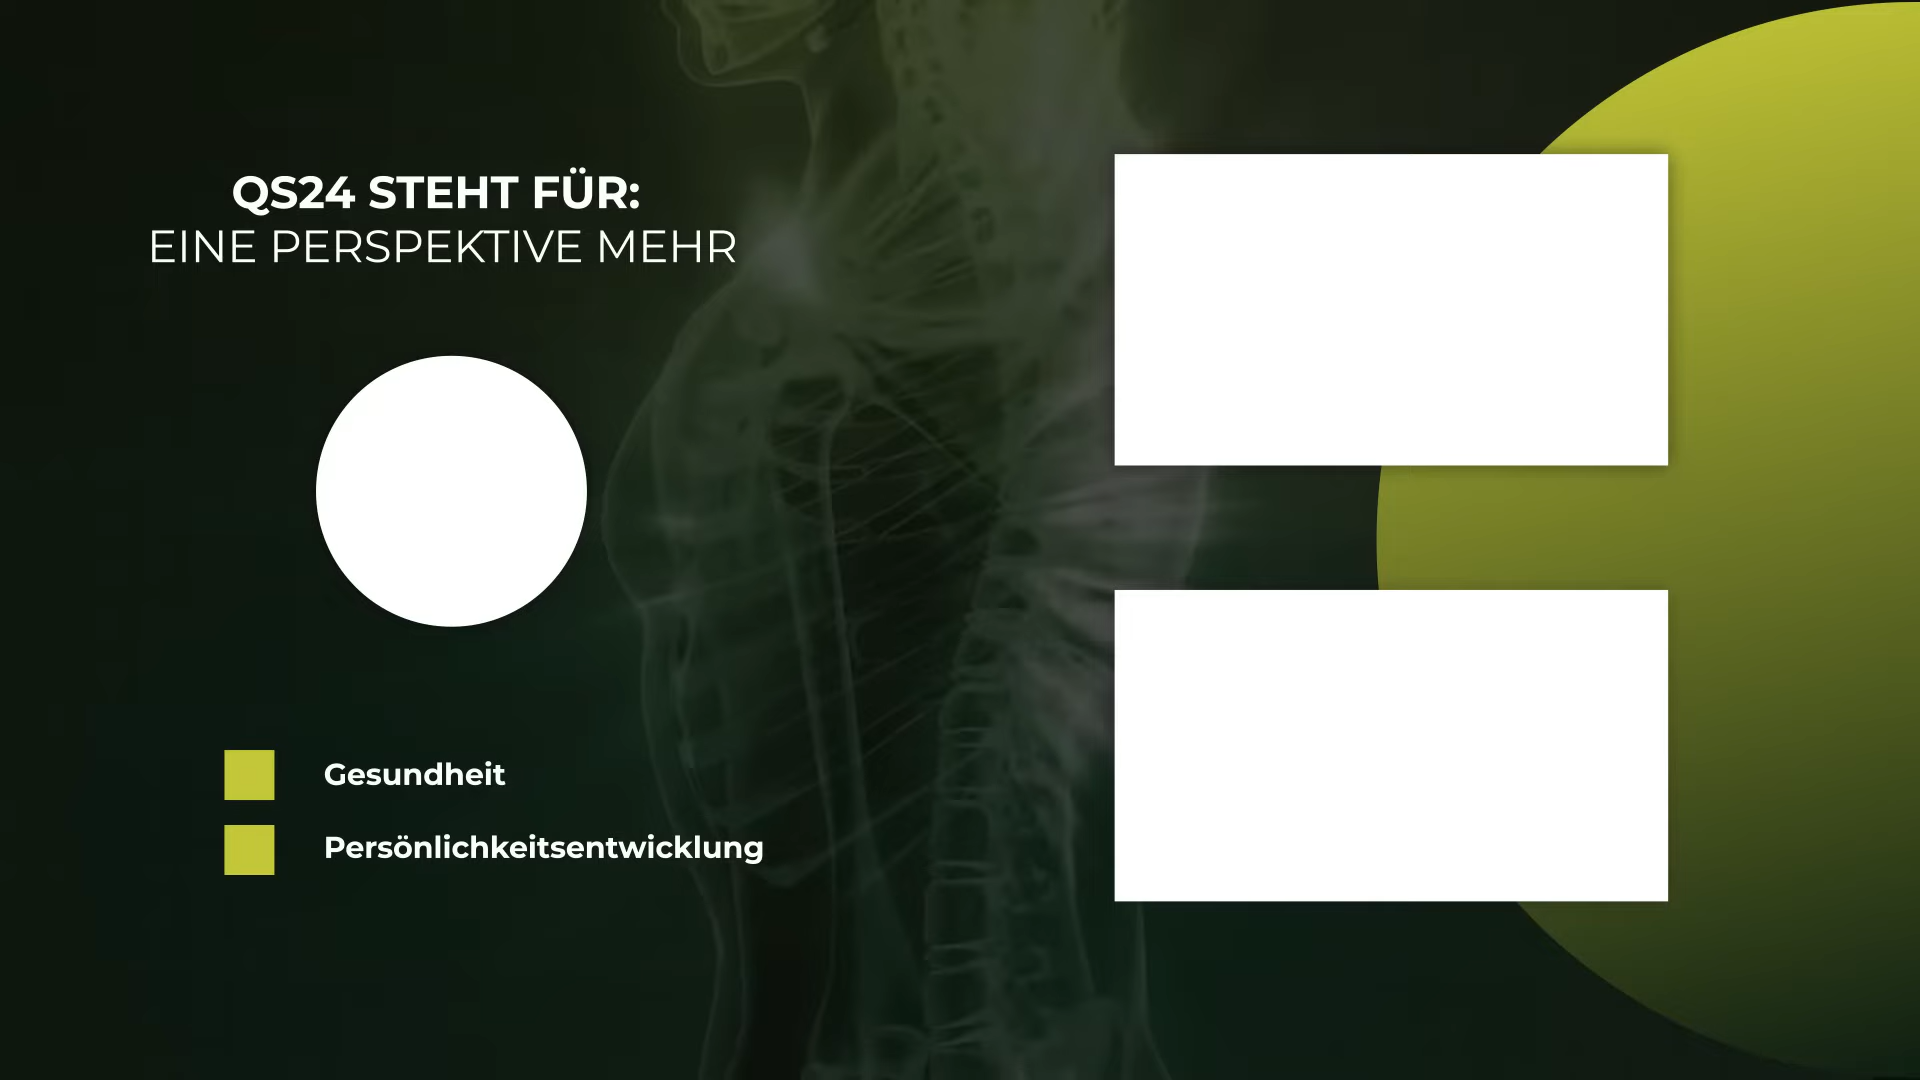 QS24 STEHT FÜR:
EINE PERSPEKTIVE MEHR
Gesundheit
Persönlichkeitsentwicklung